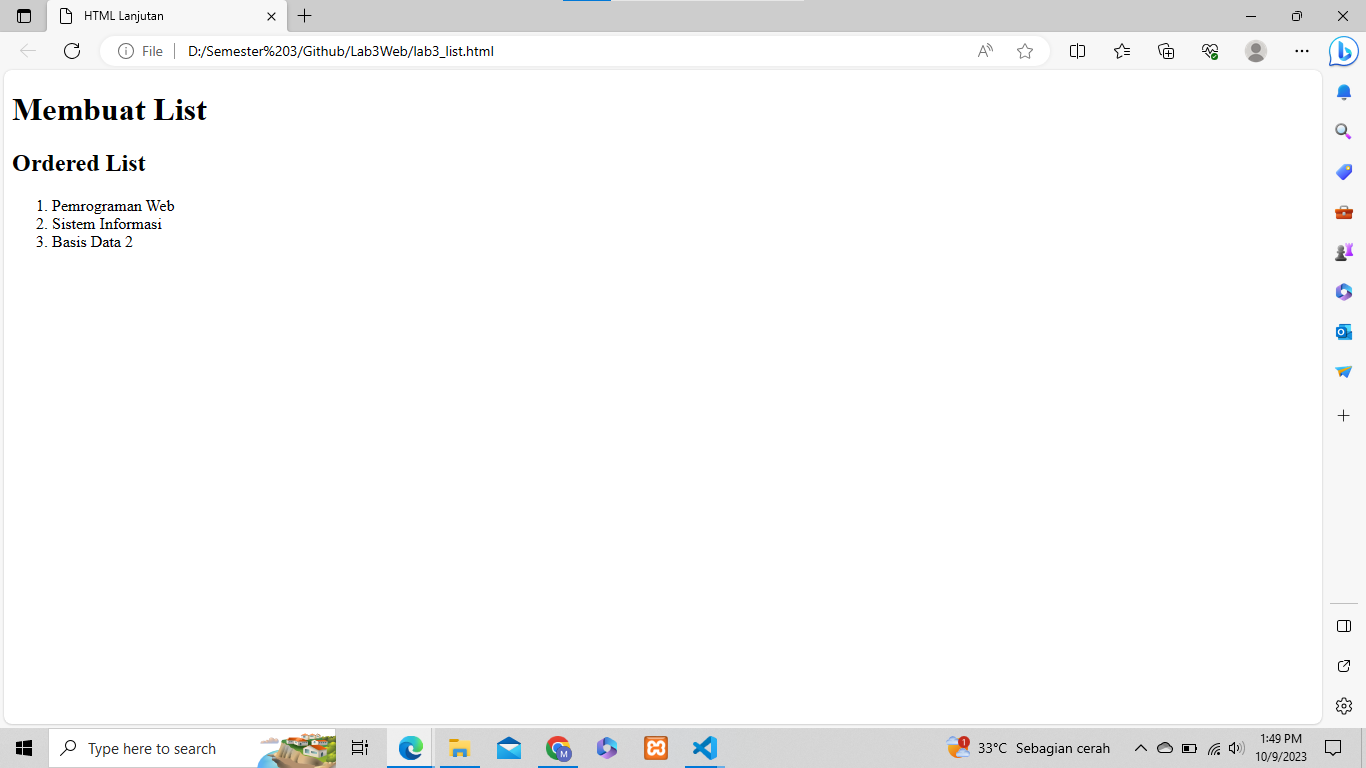 HTML Lanjutan
File
D:/Semester%203/Github/Lab3Web/lab3_list.html
Membuat List
Ordered List
1. Pemrograman Web
2. Sistem Informasi
3. Basis Data 2
Type here to search
1
33°C Sebagian cerah
1:49 PM
10/9/2023